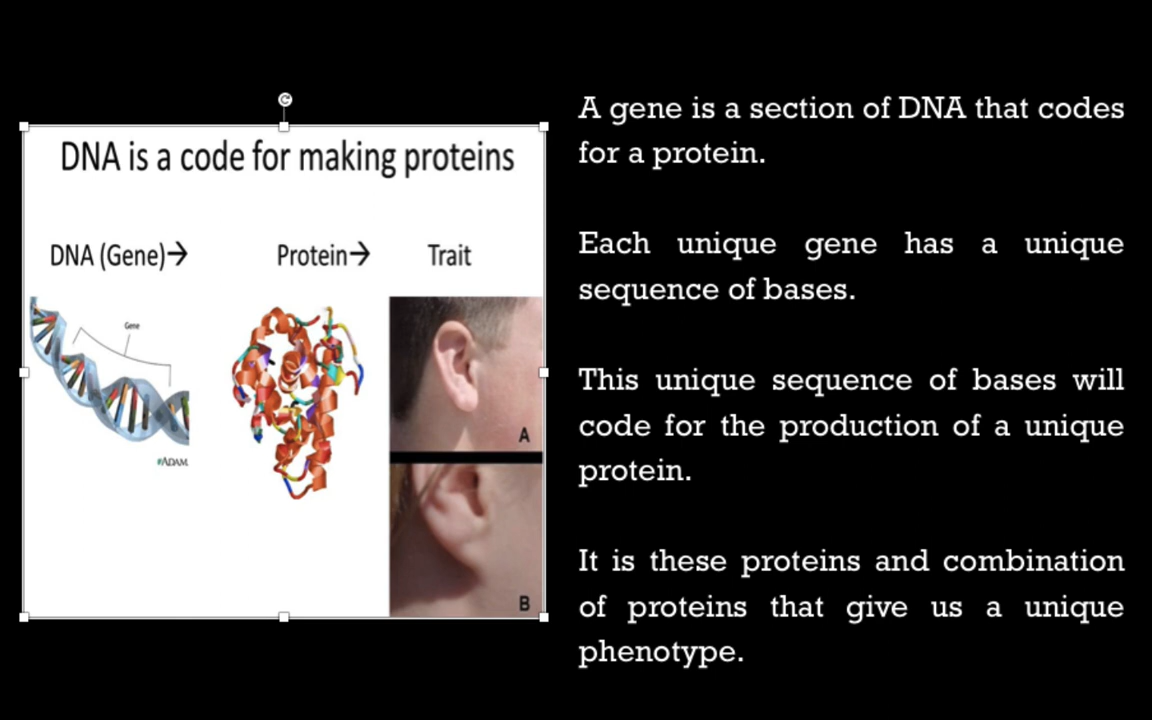 DNA is a code for making proteins
DNA (Gene)→
Protein→
Trait
Gene
A
B
#ADAM.
A gene is a section of DNA that codes
for a protein.
Each unique gene has a unique
sequence of bases.
This unique sequence of bases will
code for the production of a unique
protein.
It is these proteins and combination
of proteins that give us a unique
phenotype.